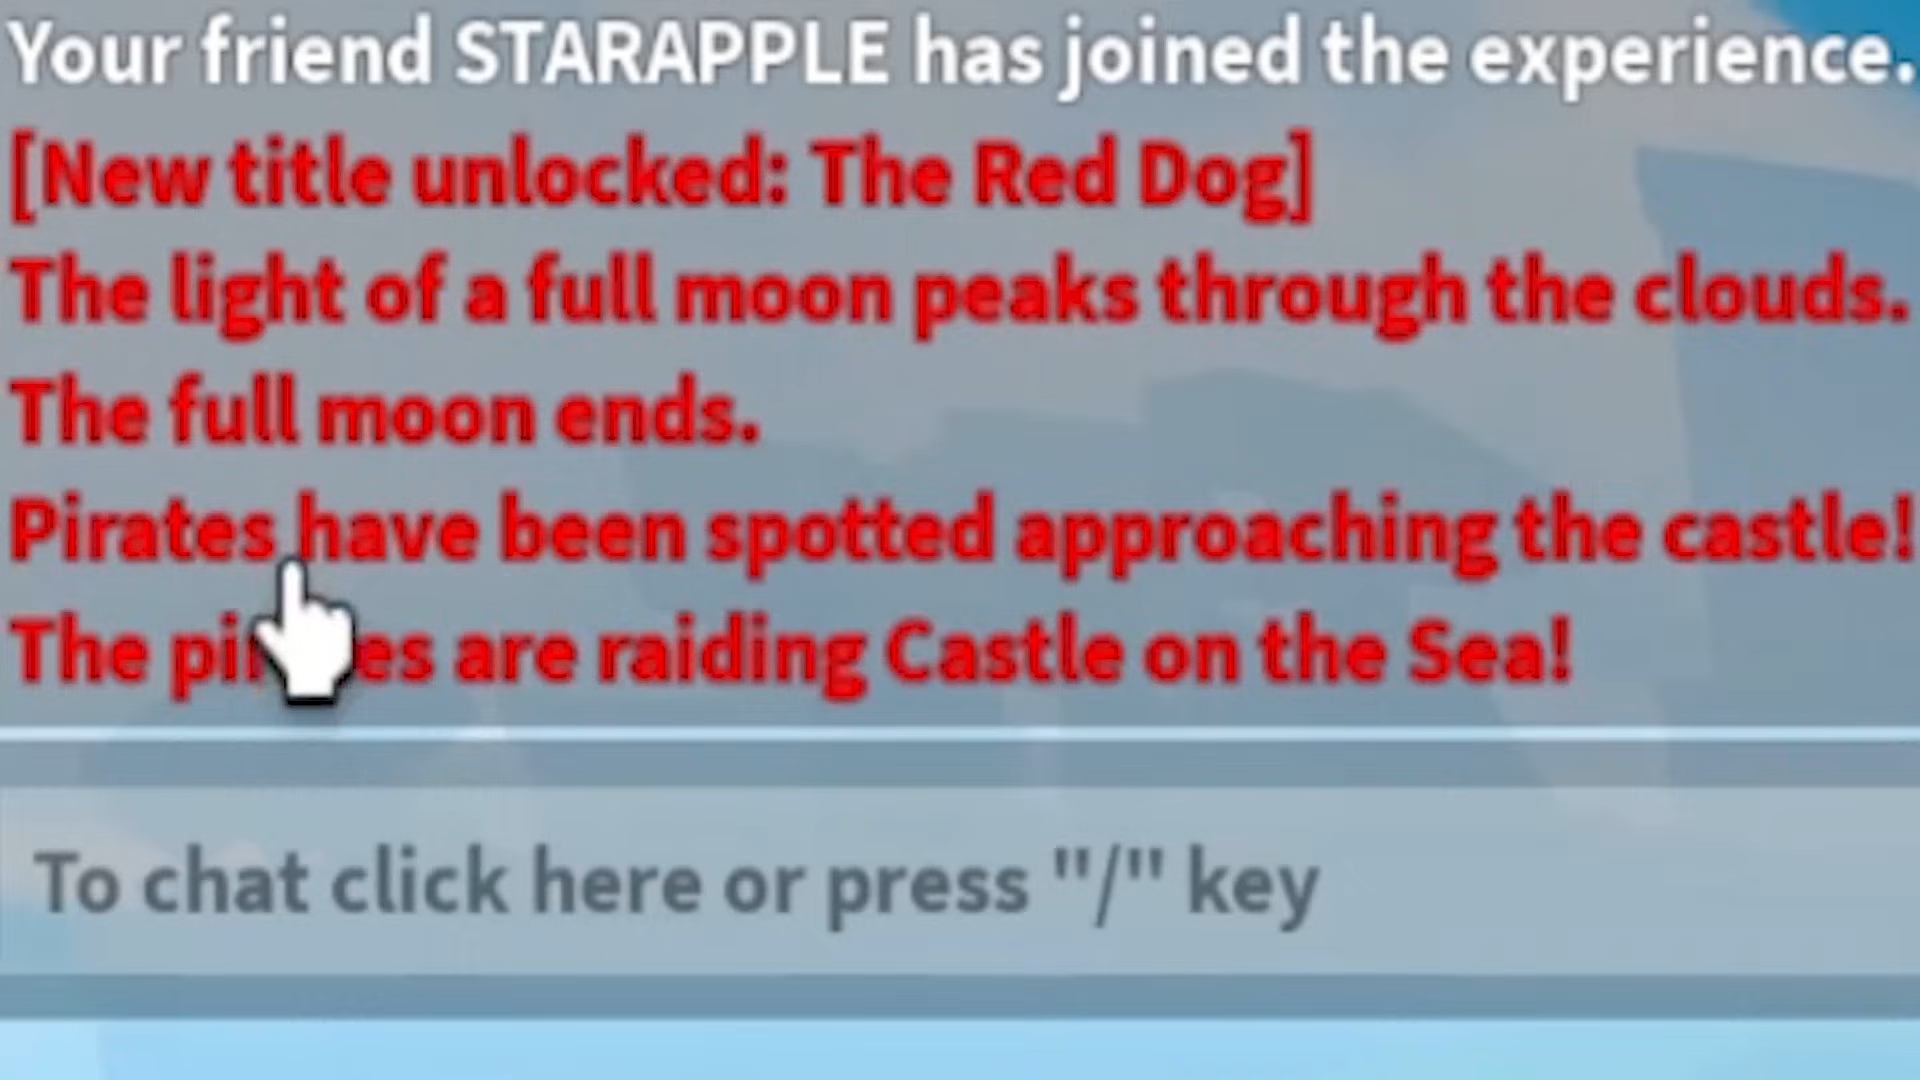 Your friend STARAPPLE has joined the experience.
[New title unlocked: The Red Dog]
The light of a full moon peaks through the clouds.
The full moon ends.
Pirates have been spotted approaching the castle!
The are raiding Castle on the Sea!
To chat click here or press "/" key